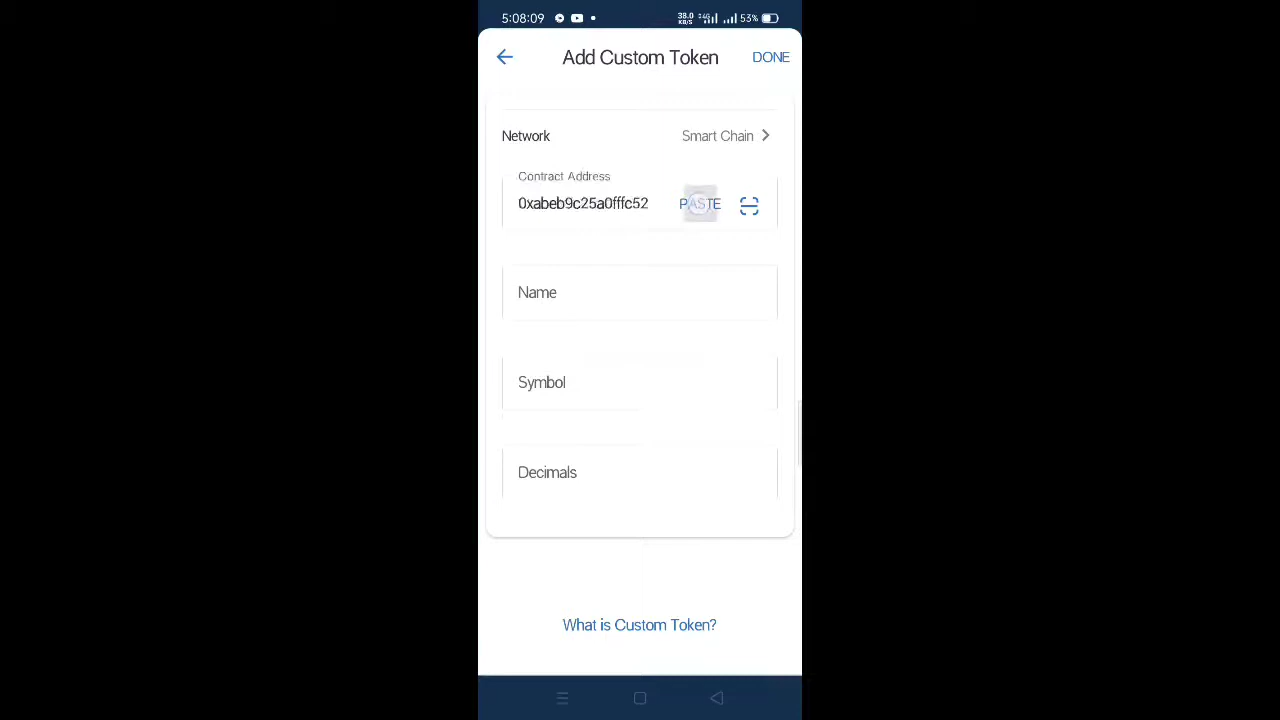 5:08:09 38.0 KB/S 4G 53%
Add Custom Token DONE
Network Smart Chain
Contract Address
0xabeb9c25a0fffc52 PASTE
Name
Symbol
Decimals
What is Custom Token?